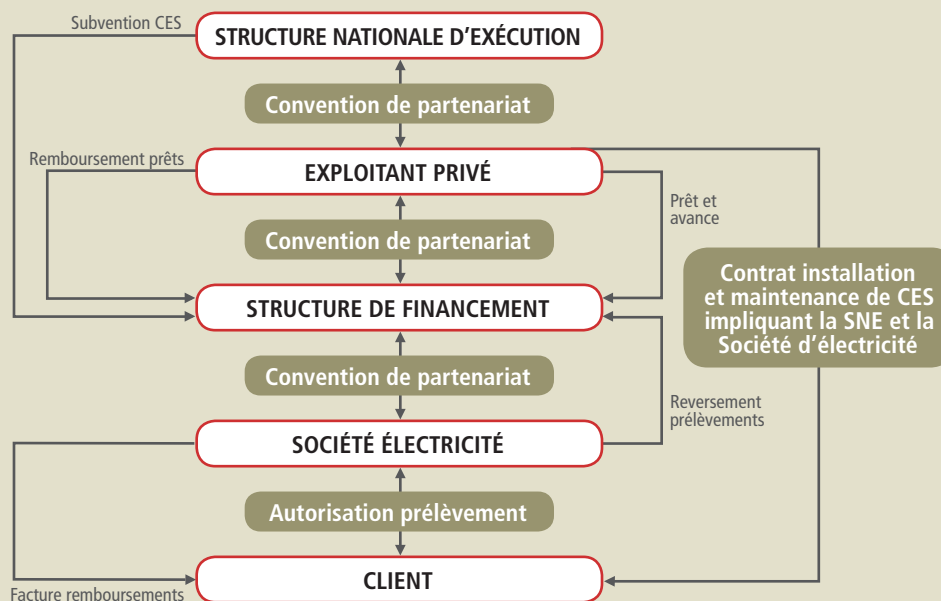 Subvention CES
STRUCTURE NATIONALE D'EXÉCUTION
Convention de partenariat
Remboursement prêts
EXPLOITANT PRIVÉ
Prêt et
avance
Convention de partenariat
Contrat installation
et maintenance de CES
impliquant la SNE et la
Société d'électricité
STRUCTURE DE FINANCEMENT
Convention de partenariat
Reversement
prélèvements
SOCIÉTÉ ÉLECTRICITÉ
Autorisation prélèvement
CLIENT
Facture remboursements